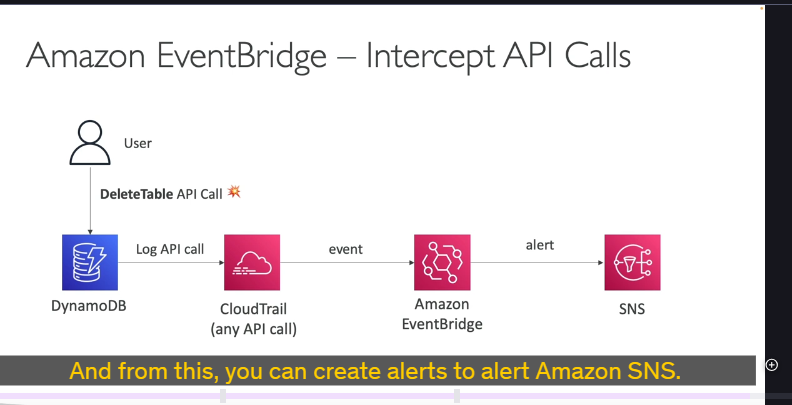 Amazon EventBridge – Intercept API Calls
User
DeleteTable API Call
Log API call
event
alert
DynamoDB
CloudTrail
(any API call)
Amazon
EventBridge
SNS
And from this, you can create alerts to alert Amazon SNS.